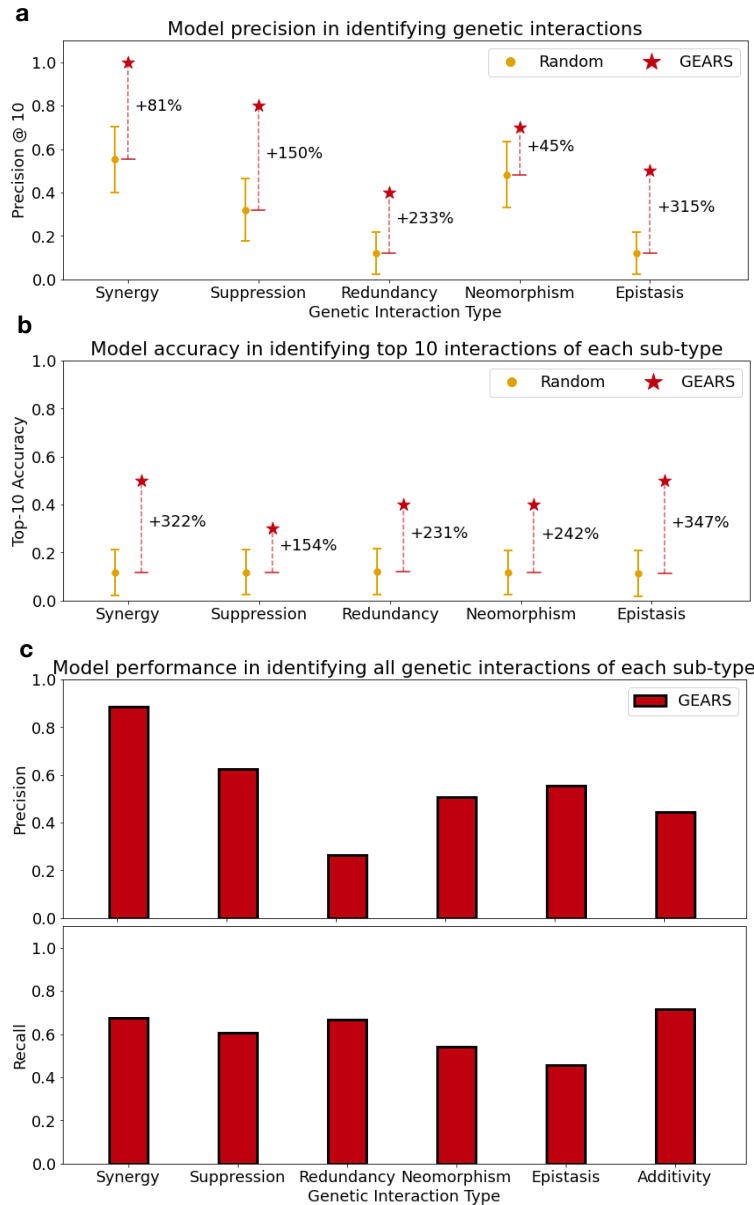 a
Model precision in identifying genetic interactions
Precision @ 10
1.0
0.8
0.6
0.4
0.2
0.0
Random
GEARS
+81%
+150%
+233%
+45%
+315%
Synergy
Suppression
Redundancy
Neomorphism
Epistasis
Genetic Interaction Type
b
Model accuracy in identifying top 10 interactions of each sub-type
Top-10 Accuracy
1.0
0.8
0.6
0.4
0.2
0.0
Random
GEARS
+322%
+154%
+231%
+242%
+347%
Synergy
Suppression
Redundancy
Neomorphism
Epistasis
c
Model performance in identifying all genetic interactions of each sub-type
Precision
1.0
0.8
0.6
0.4
0.2
0.0
GEARS
Recall
1.0
0.8
0.6
0.4
0.2
0.0
Synergy
Suppression
Redundancy
Neomorphism
Epistasis
Additivity
Genetic Interaction Type